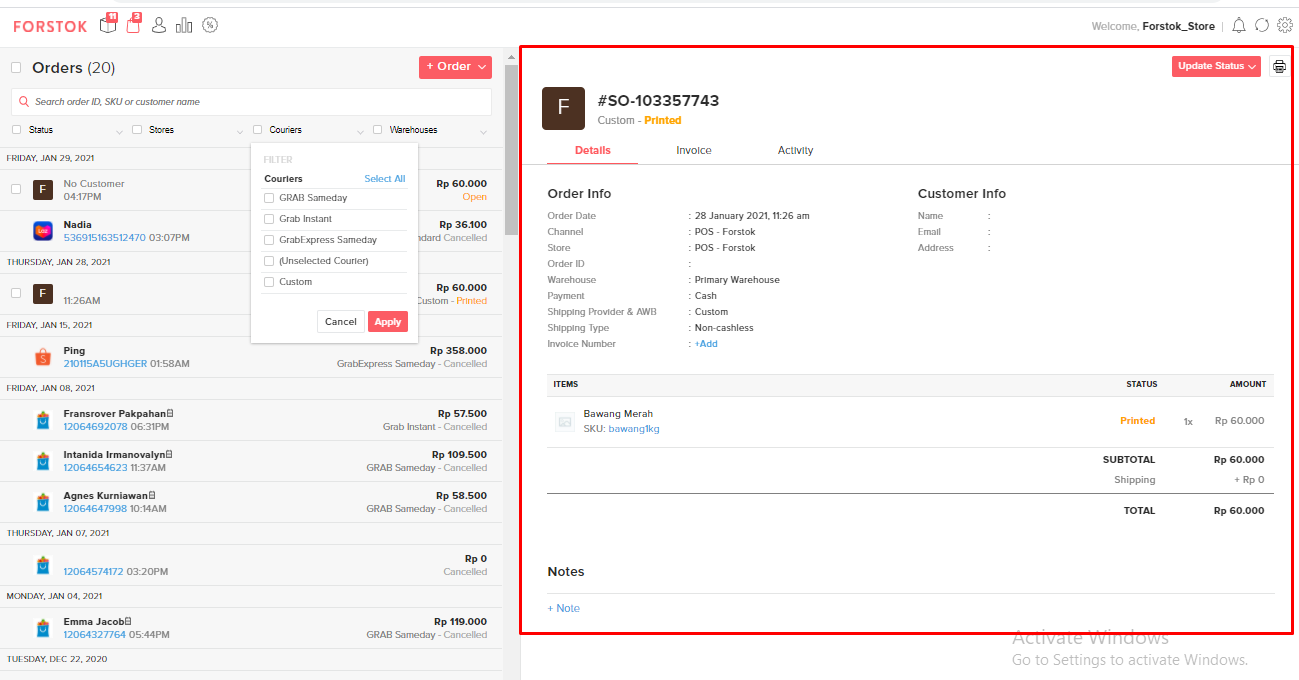 FORSTOK 11 3 %
Welcome, Forstok_Store
Orders (20)
+ Order
Search order ID, SKU or customer name
Status Stores Couriers Warehouses
FRIDAY, JAN 29, 2021
F No Customer Rp 60.000
04:17PM Open
Nadia Rp 36.100
536915163512470 03:07PM ndard Cancelled
THURSDAY, JAN 28, 2021
F Rp 60.000
11:26AM Custom - Printed
FRIDAY, JAN 15, 2021
Ping Rp 358.000
210115A5UGHGER 01:58AM GrabExpress Sameday - Cancelled
FRIDAY, JAN 08, 2021
Fransrover Pakpahan Rp 57.500
12064692078 06:31PM Grab Instant - Cancelled
Intanida Irmanovalyn Rp 109.500
12064654623 11:37AM GRAB Sameday - Cancelled
Agnes Kurniawan Rp 58.500
12064647998 10:14AM GRAB Sameday - Cancelled
THURSDAY, JAN 07, 2021
Rp 0
12064574172 03:20PM Cancelled
MONDAY, JAN 04, 2021
Emma Jacob Rp 119.000
12064327764 05:44PM GRAB Sameday - Cancelled
TUESDAY, DEC 22, 2020
FILTER
Couriers Select All
GRAB Sameday
Grab Instant
GrabExpress Sameday
(Unselected Courier)
Custom
Cancel Apply
Update Status
F #SO-103357743
Custom - Printed
Details Invoice Activity
Order Info
Order Date : 28 January 2021, 11:26 am
Channel : POS - Forstok
Store : POS - Forstok
Order ID :
Warehouse : Primary Warehouse
Payment : Cash
Shipping Provider & AWB : Custom
Shipping Type : Non-cashless
Invoice Number : +Add
Customer Info
Name :
Email :
Address :
ITEMS STATUS AMOUNT
Bawang Merah
SKU: bawang1kg Printed 1x Rp 60.000
SUBTOTAL Rp 60.000
Shipping + Rp 0
TOTAL Rp 60.000
Notes
+ Note
Activate Windows
Go to Settings to activate Windows.